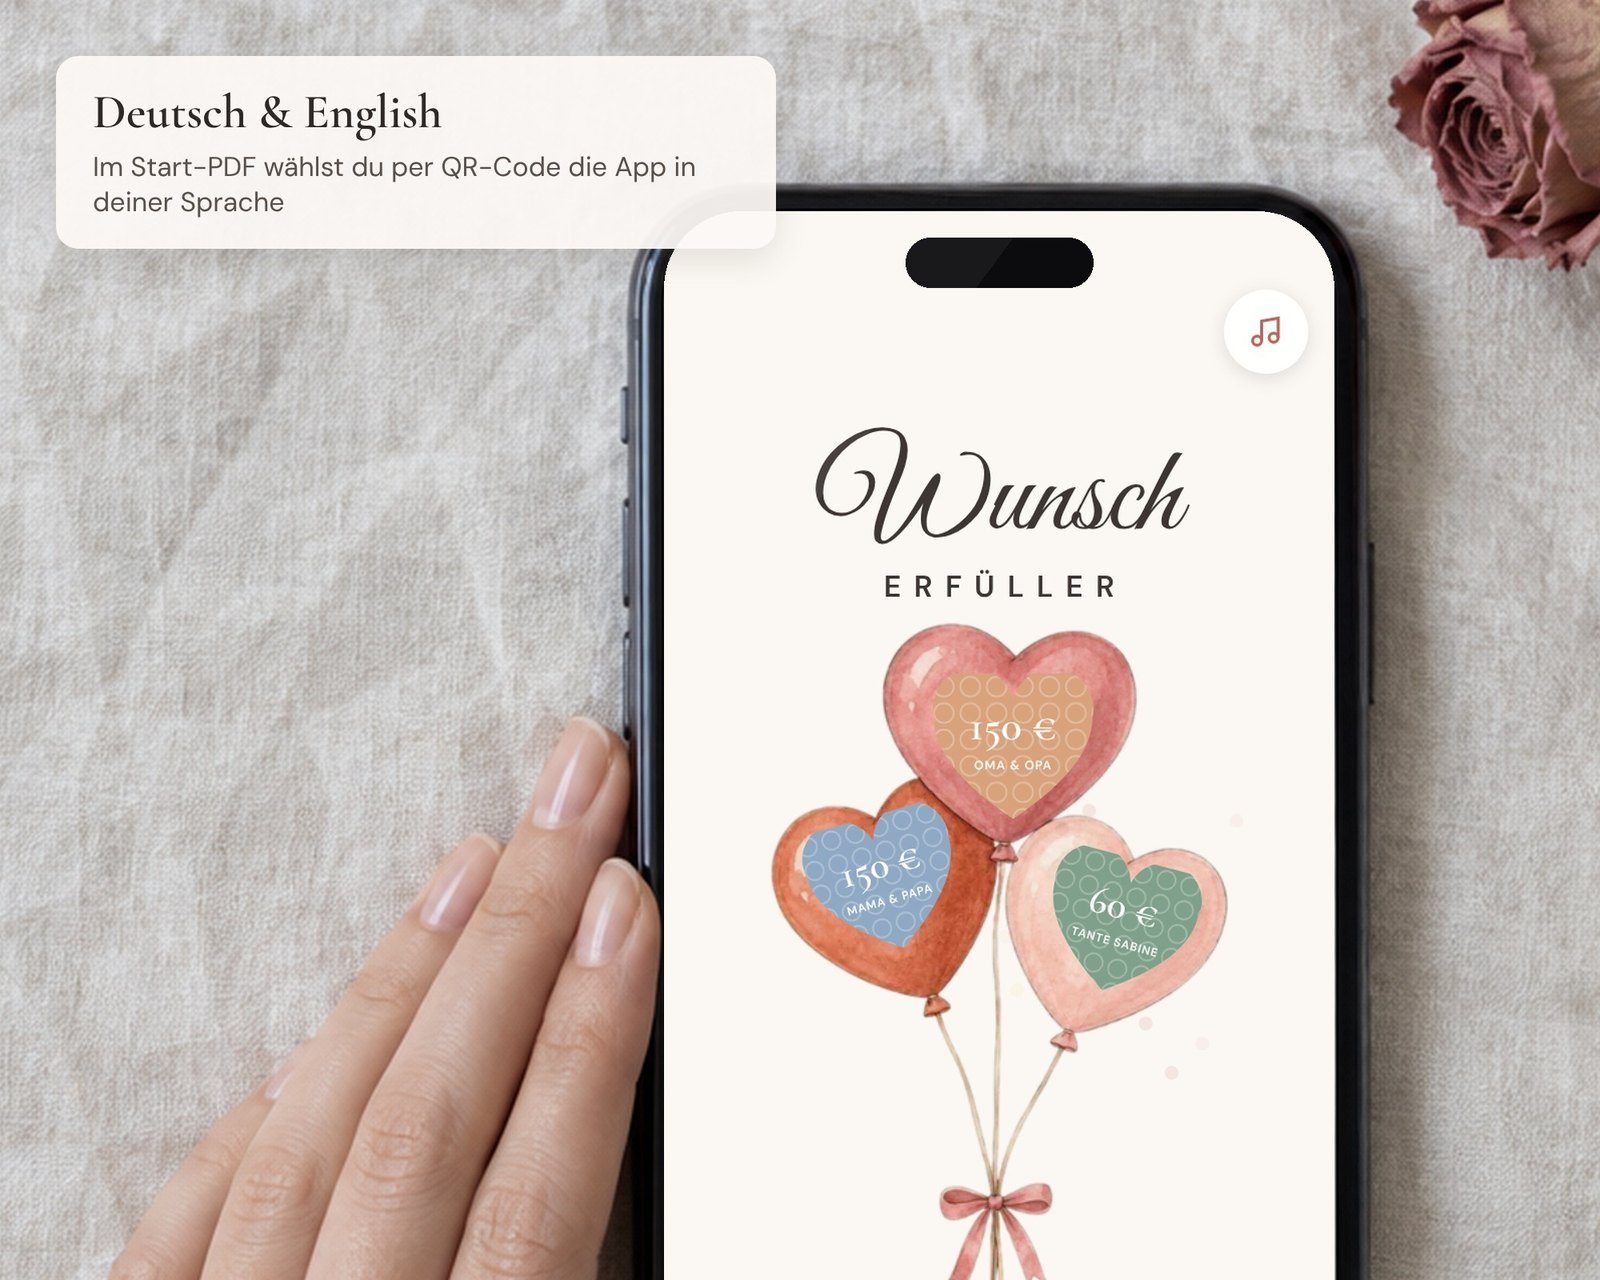 Deutsch & English
Im Start-PDF wählst du per QR-Code die App in
deiner Sprache
Wunsch
ERFÜLLER
150 €
OMA & OPA
150 €
MAMA & PAPA
60 €
TANTE SABINE